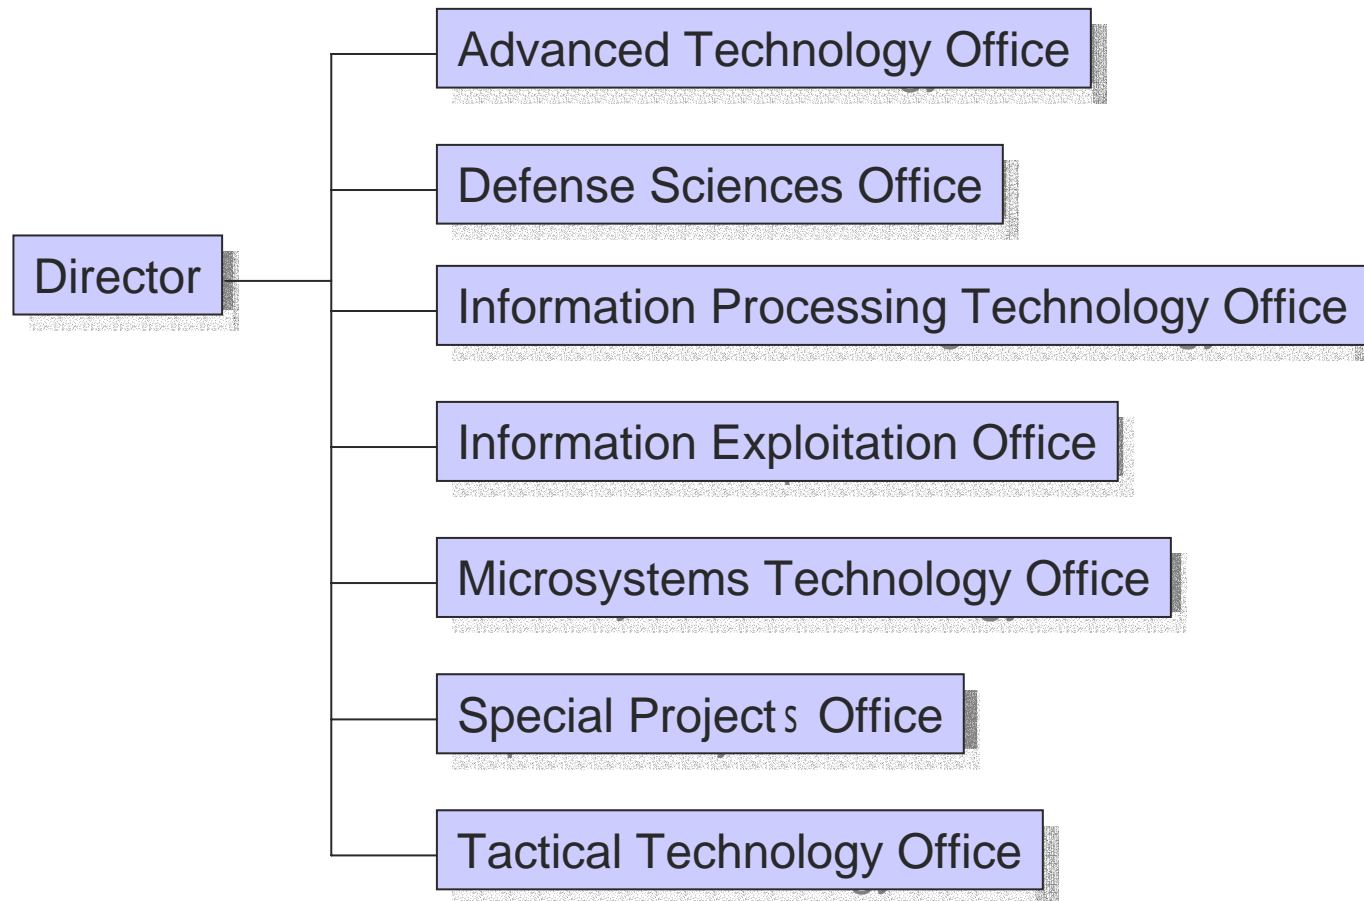 Advanced Technology Office
Defense Sciences Office
Director
Information Processing Technology Office
Information Exploitation Office
Microsystems Technology Office
Special Projects Office
Tactical Technology Office